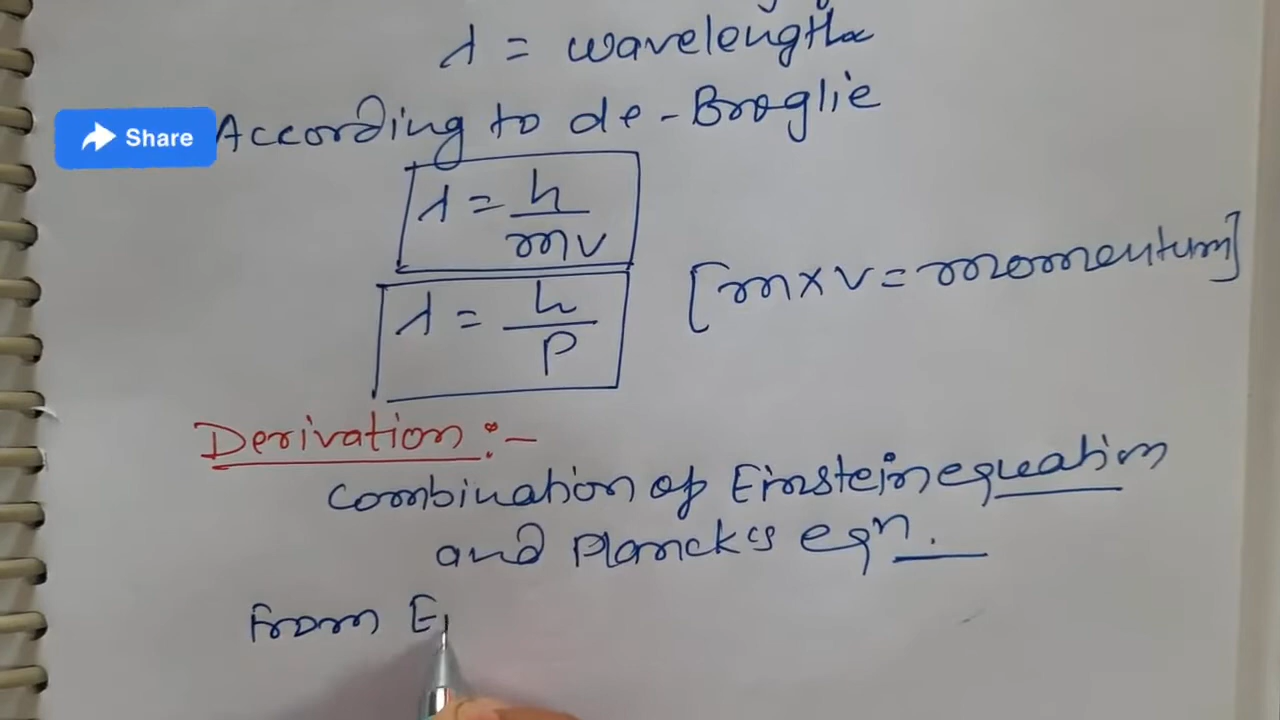 λ = wavelength
Share
According to de-Broglie
λ = h/mv
[m x v = momentum]
λ = h/P
Derivation :-
combination of Einstein equation
and Planck's eqn.
From E